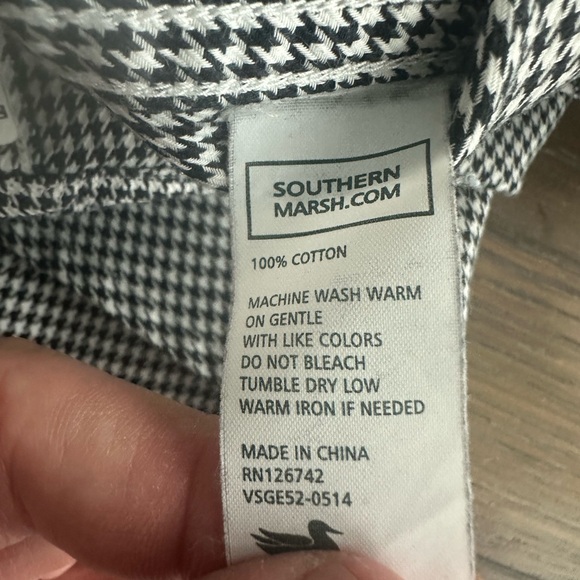 SOUTHERN
MARSH.COM
100% COTTON
MACHINE WASH WARM
ON GENTLE
WITH LIKE COLORS
DO NOT BLEACH
TUMBLE DRY LOW
WARM IRON IF NEEDED
MADE IN CHINA
RN126742
VSGE52-0514